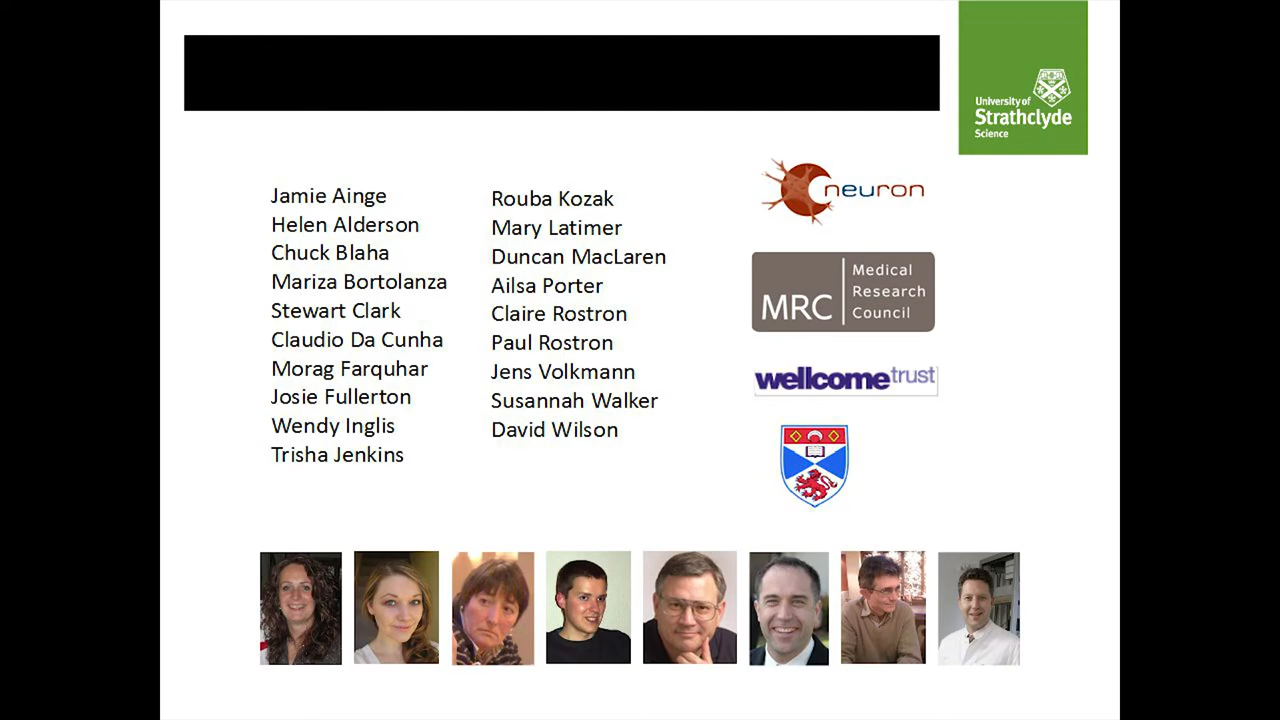 University of
Strathclyde
Science
Jamie Ainge
Helen Alderson
Chuck Blaha
Mariza Bortolanza
Stewart Clark
Claudio Da Cunha
Morag Farquhar
Josie Fullerton
Wendy Inglis
Trisha Jenkins
Rouba Kozak
Mary Latimer
Duncan MacLaren
Ailsa Porter
Claire Rostron
Paul Rostron
Jens Volkmann
Susannah Walker
David Wilson
neuron
MRC
Medical
Research
Council
wellcometrust